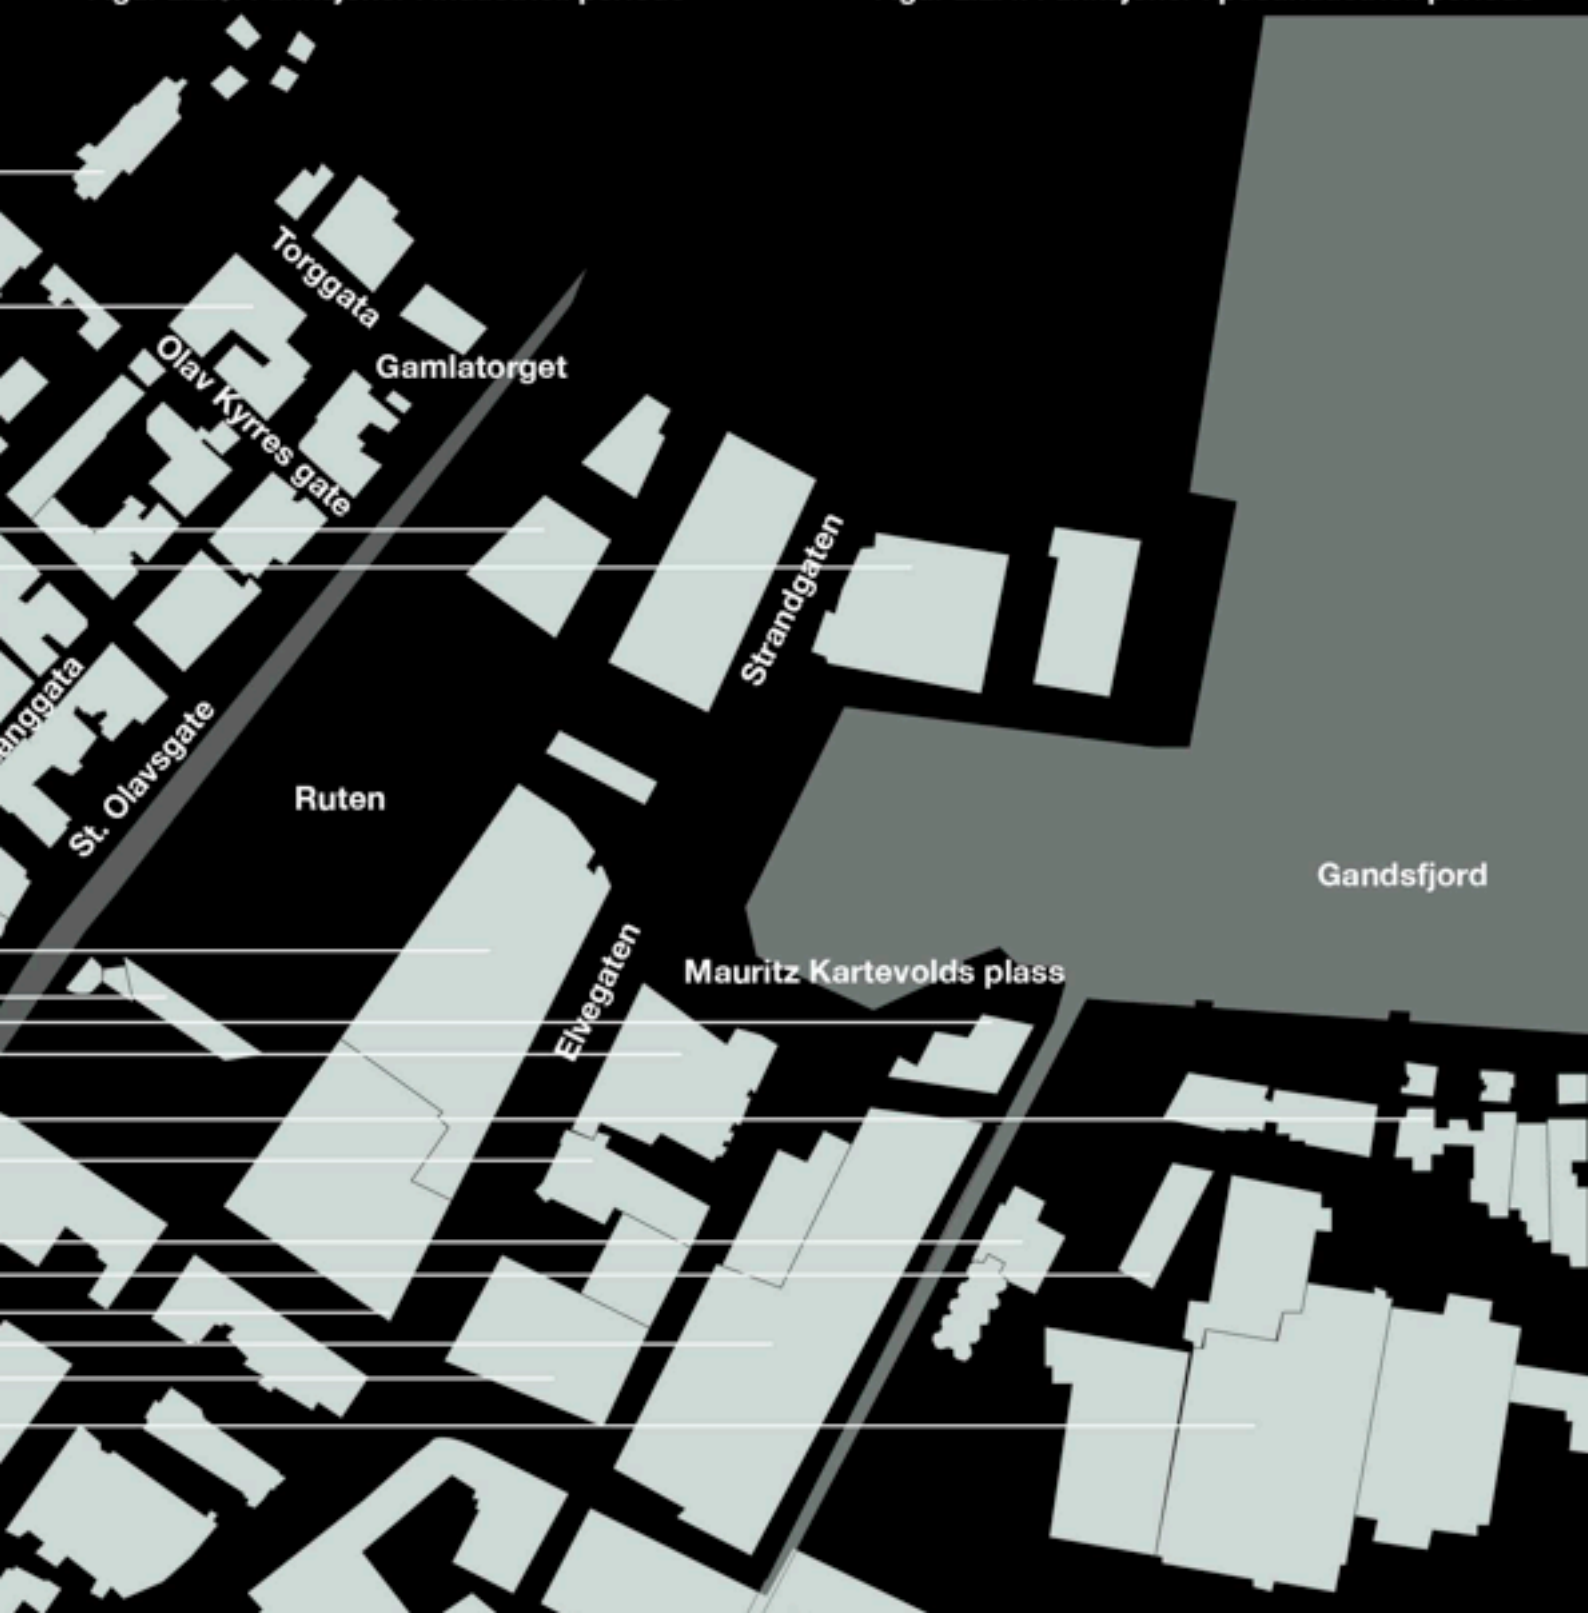 Torggata
Gamlatorget
Olav Kyrres gate
Strandgaten
St. Olavsgate
Ruten
Gandsfjord
Elvegaten
Mauritz Kartevolds plass